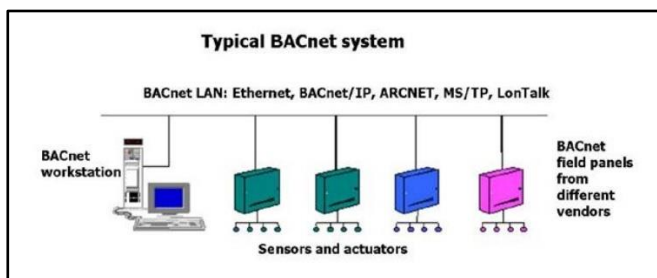 Typical BACnet system
BACnet LAN: Ethernet, BACnet/IP, ARCNET, MS/TP, LonTalk
BACnet
workstation
BACnet
field panels
from
different
vendors
Sensors and actuators